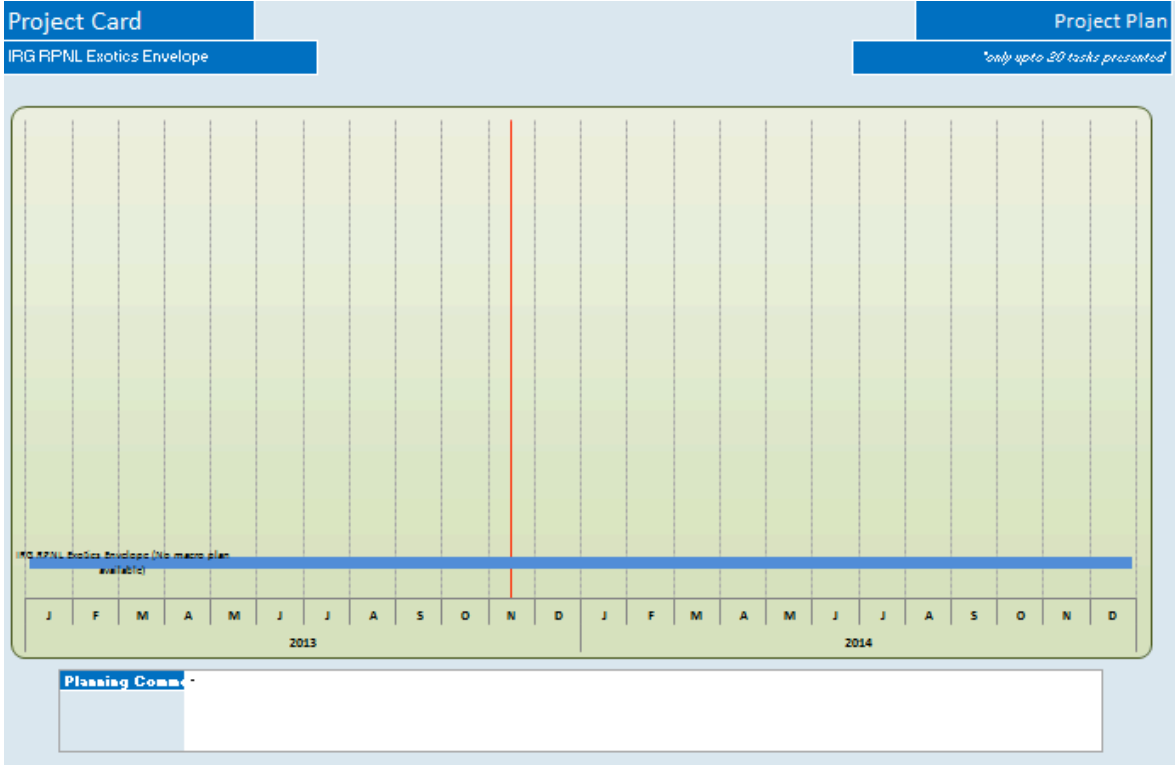 Project Card
Project Plan
IRG RPNL Exotics Envelope
*only upto 20 tasks presented
IRG RPNL Exotics Envelope (No macro plan
available)
J F M A M J J A S O N D J F M A M J J A S O N D
2013 2014
Planning Comme -